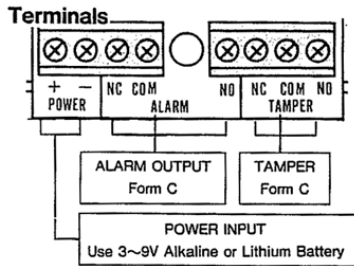 Terminals
+ − NC COM NO NC COM NO
POWER ALARM TAMPER
ALARM OUTPUT
Form C
TAMPER
Form C
POWER INPUT
Use 3~9V Alkaline or Lithium Battery